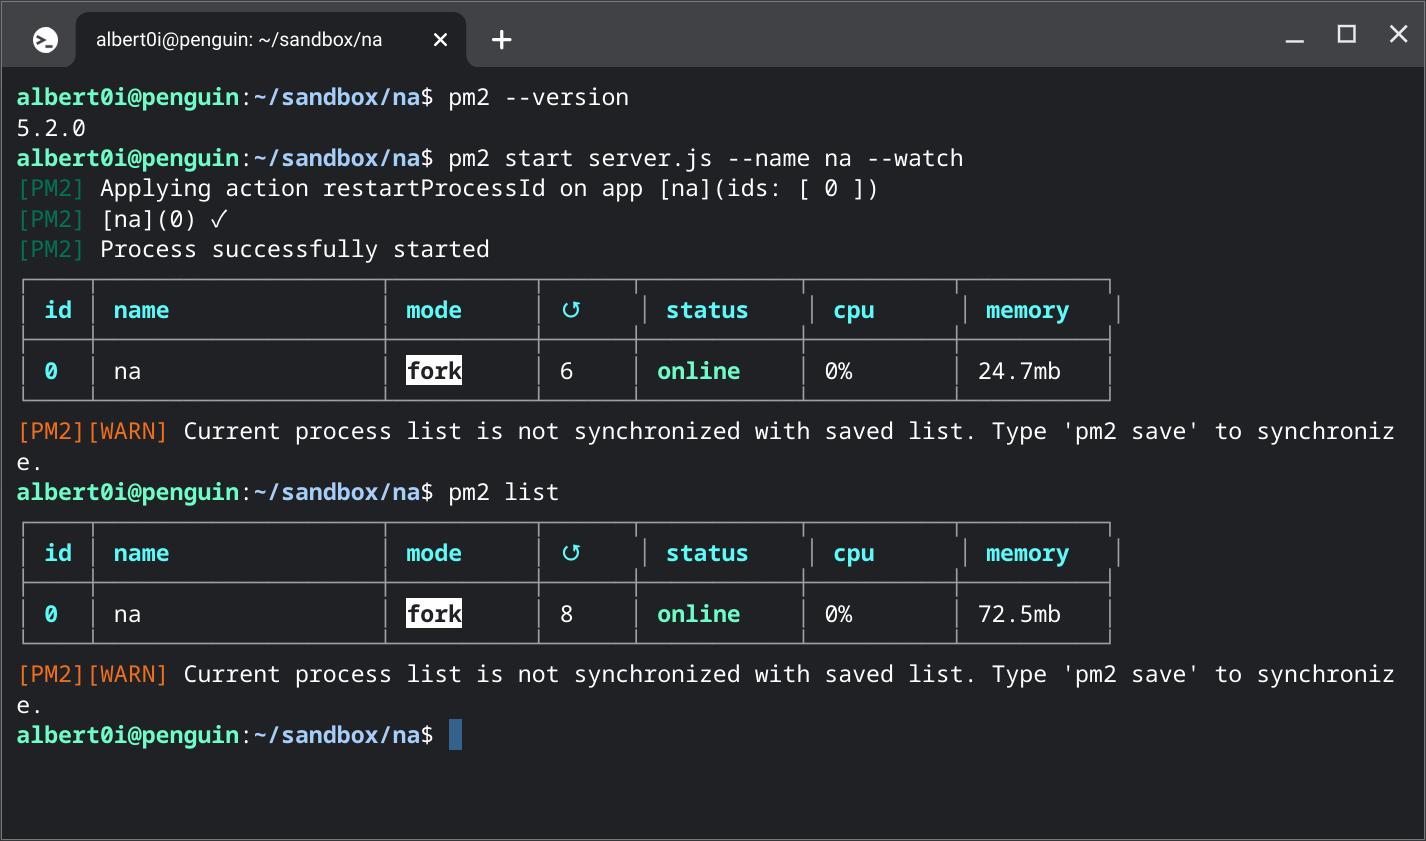 albert0i@penguin: ~/sandbox/na
albert0i@penguin:~/sandbox/na$ pm2 --version
5.2.0
albert0i@penguin:~/sandbox/na$ pm2 start server.js --name na --watch
[PM2] Applying action restartProcessId on app [na](ids: [ 0 ])
[PM2] [na](0) ✓
[PM2] Process successfully started
id name mode ↺ status cpu memory
0 na fork 6 online 0% 24.7mb
[PM2][WARN] Current process list is not synchronized with saved list. Type 'pm2 save' to synchroniz
e.
albert0i@penguin:~/sandbox/na$ pm2 list
id name mode ↺ status cpu memory
0 na fork 8 online 0% 72.5mb
[PM2][WARN] Current process list is not synchronized with saved list. Type 'pm2 save' to synchroniz
e.
albert0i@penguin:~/sandbox/na$